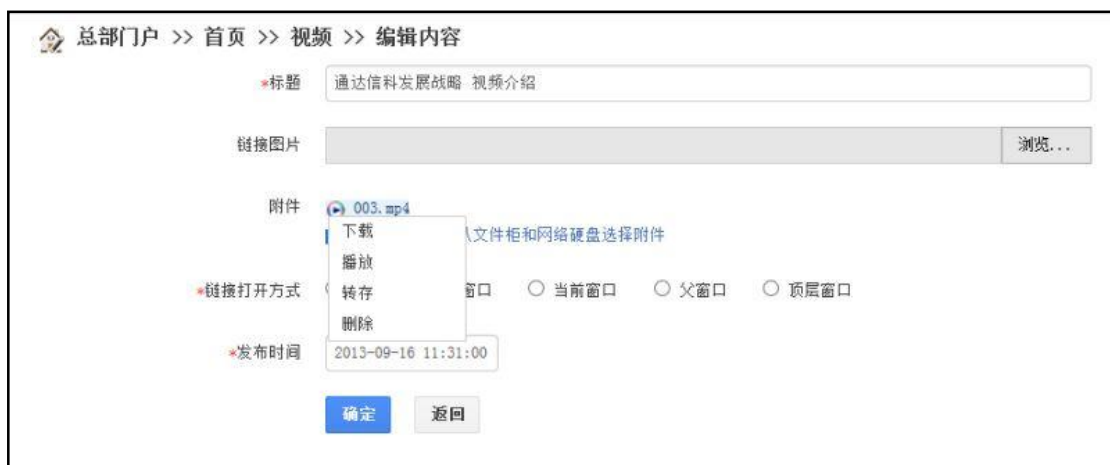 总部门户 >> 首页 >> 视频 >> 编辑内容
*标题 通达信科发展战略 视频介绍
链接图片 浏览...
附件 003.mp4
下载
文件柜和网络硬盘选择附件
播放
*链接打开方式 转存 窗口 当前窗口 父窗口 顶层窗口
删除
*发布时间 2013-09-16 11:31:00
确定 返回